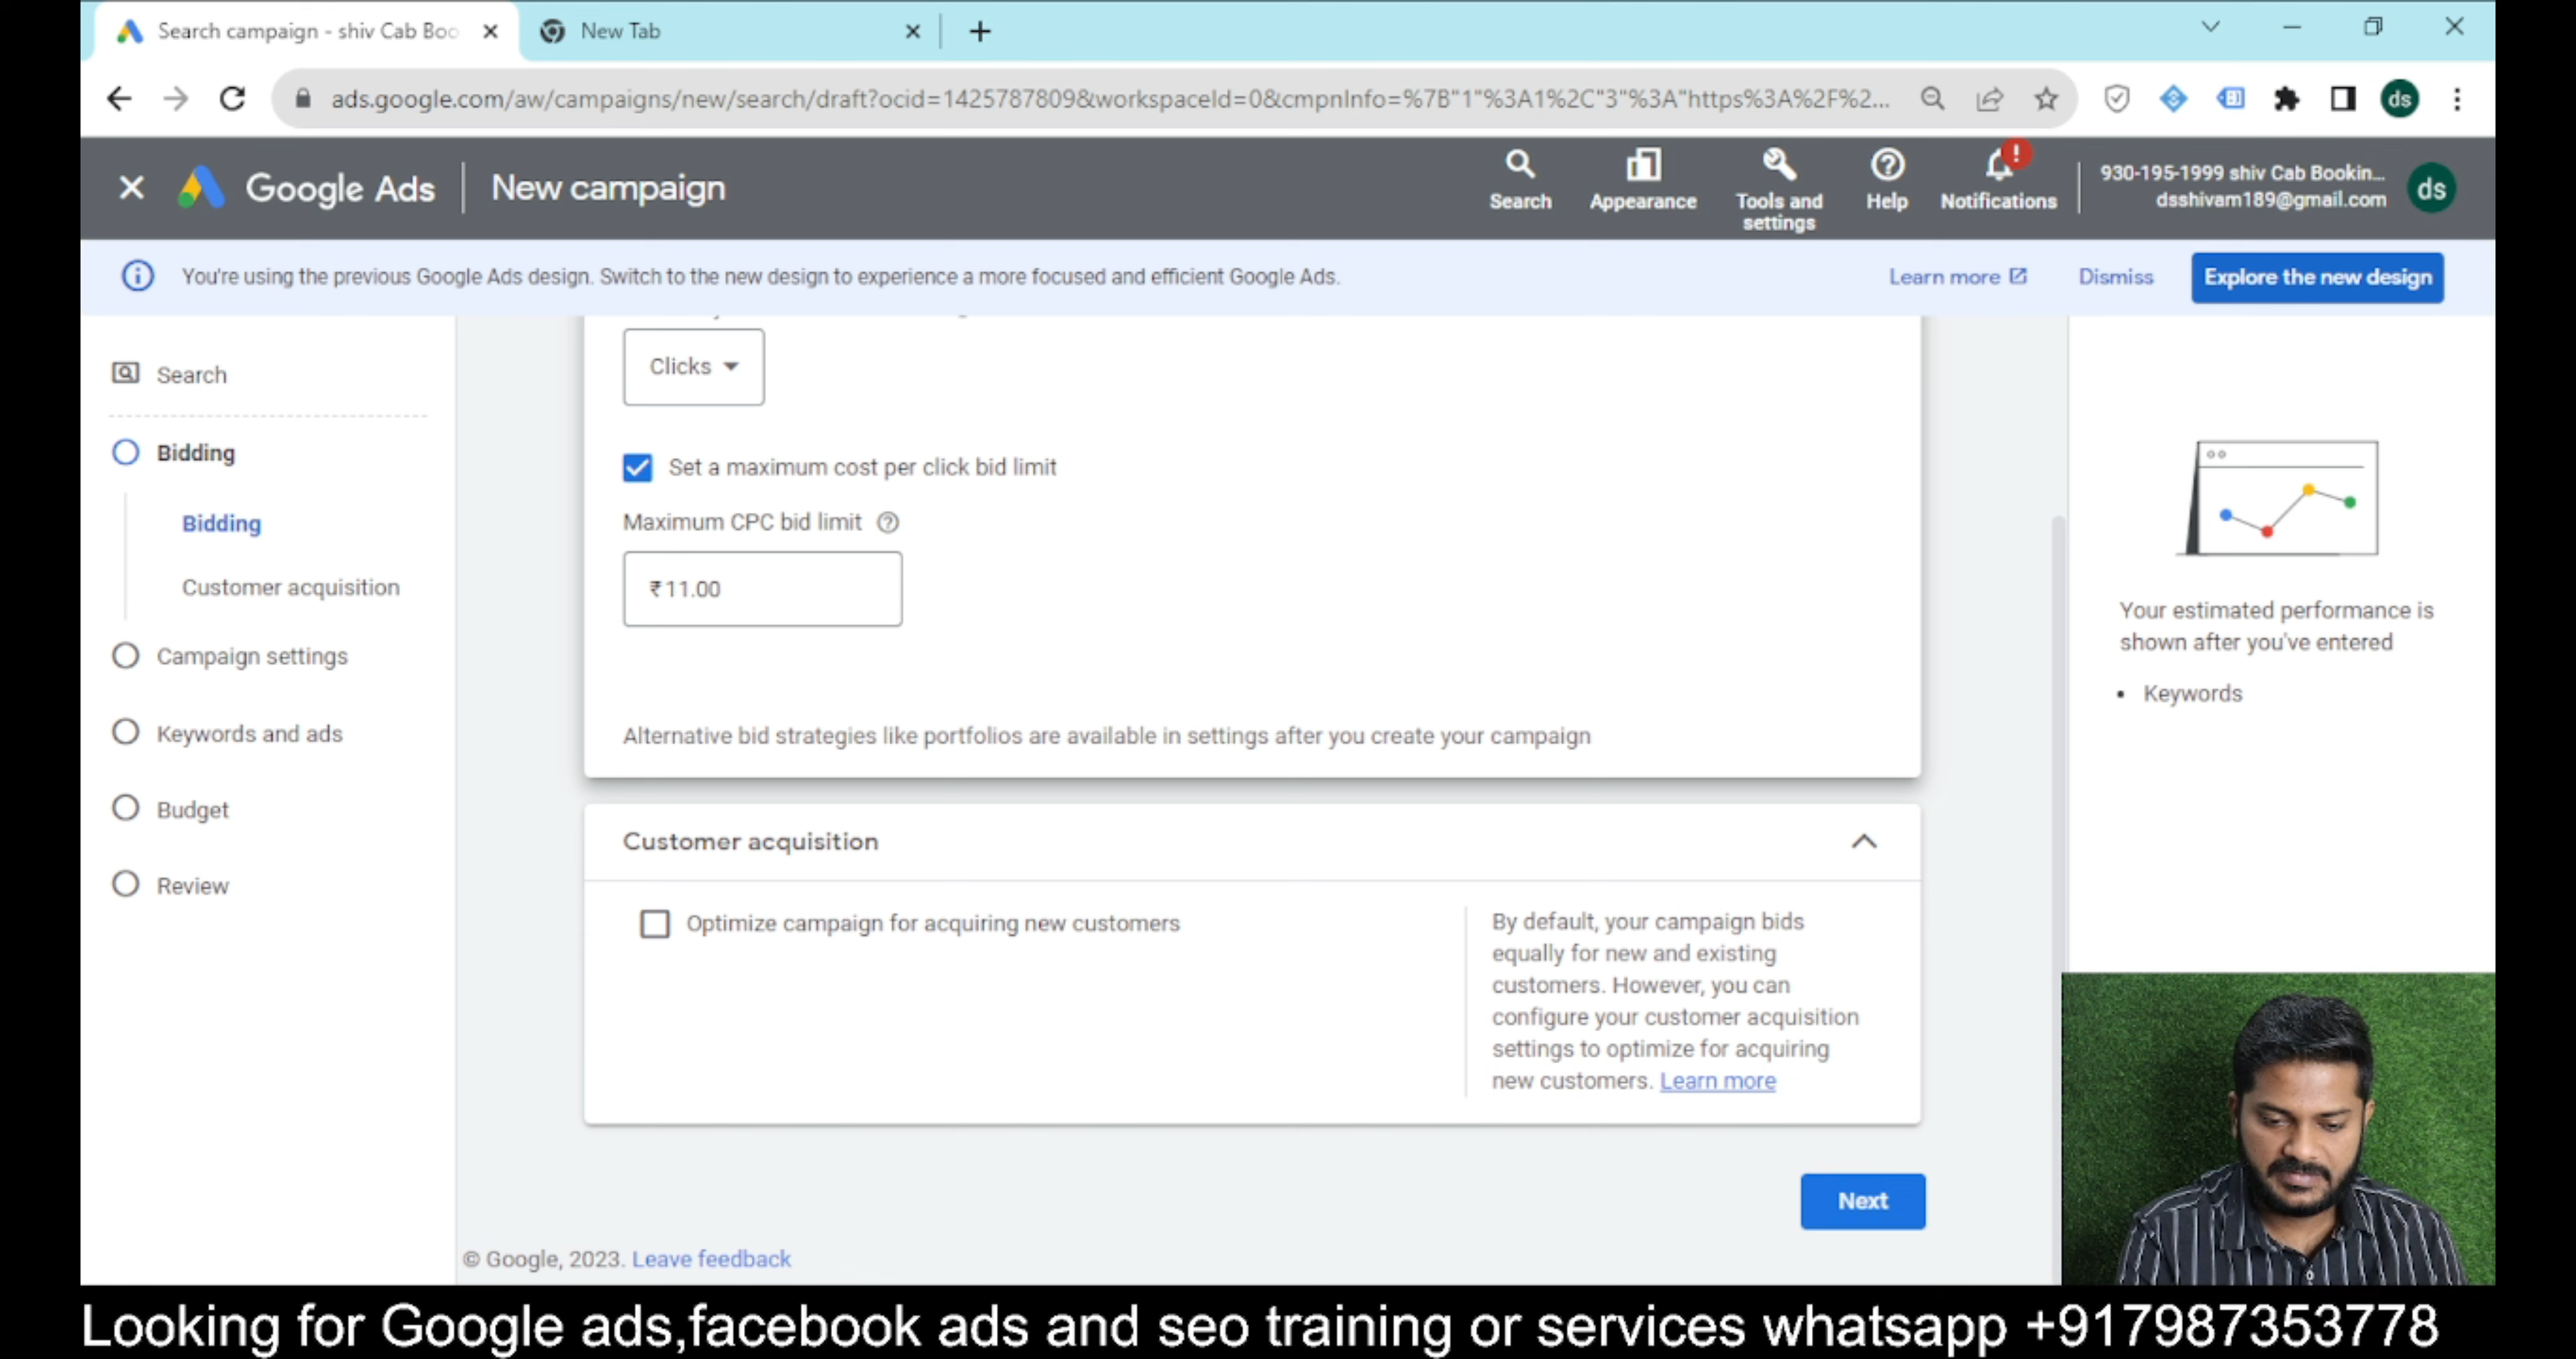 Search campaign - shiv Cab Boo
New Tab
ads.google.com/aw/campaigns/new/search/draft?ocid=1425787809&workspaceId=0&cmpnInfo=%7B"1"%3A1%2C"3"%3A"https%3A%2F%2...
ds
Google Ads
New campaign
Search
Appearance
Tools and settings
Help
Notifications
930-195-1999 shiv Cab Bookin...
dsshivam189@gmail.com
ds
You're using the previous Google Ads design. Switch to the new design to experience a more focused and efficient Google Ads.
Learn more
Dismiss
Explore the new design
Search
Bidding
Bidding
Customer acquisition
Campaign settings
Keywords and ads
Budget
Review
Clicks
Set a maximum cost per click bid limit
Maximum CPC bid limit
₹11.00
Alternative bid strategies like portfolios are available in settings after you create your campaign
Customer acquisition
Optimize campaign for acquiring new customers
By default, your campaign bids
equally for new and existing
customers. However, you can
configure your customer acquisition
settings to optimize for acquiring
new customers. Learn more
Next
© Google, 2023. Leave feedback
Your estimated performance is
shown after you've entered
• Keywords
Looking for Google ads,facebook ads and seo training or services whatsapp +917987353778